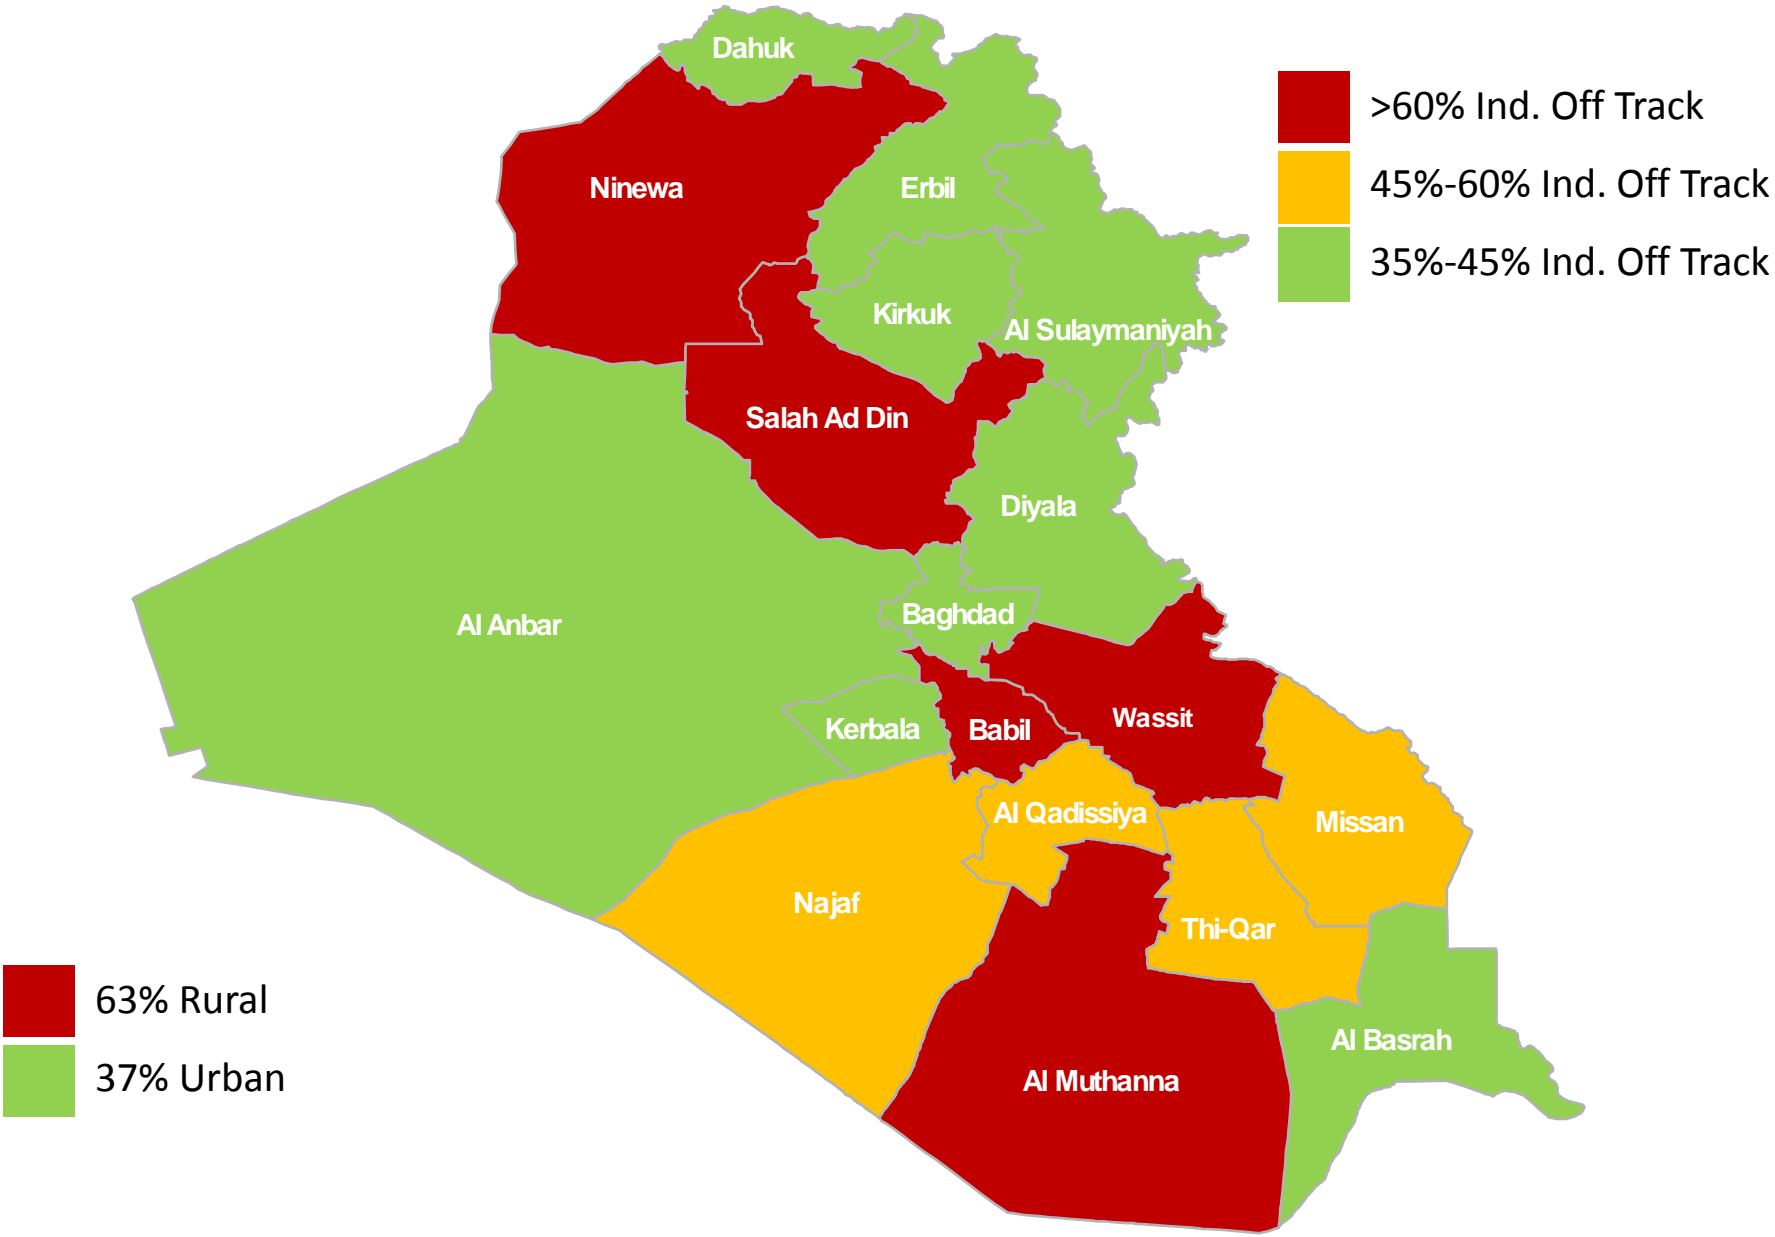 Dahuk
>60% Ind. Off Track
45%-60% Ind. Off Track
35%-45% Ind. Off Track
Ninewa
Erbil
Kirkuk
Al Sulaymaniyah
Salah Ad Din
Diyala
Al Anbar
Baghdad
Kerbala
Babil
Wassit
Al Qadissiya
Missan
Najaf
Thi-Qar
63% Rural
37% Urban
Al Basrah
Al Muthanna